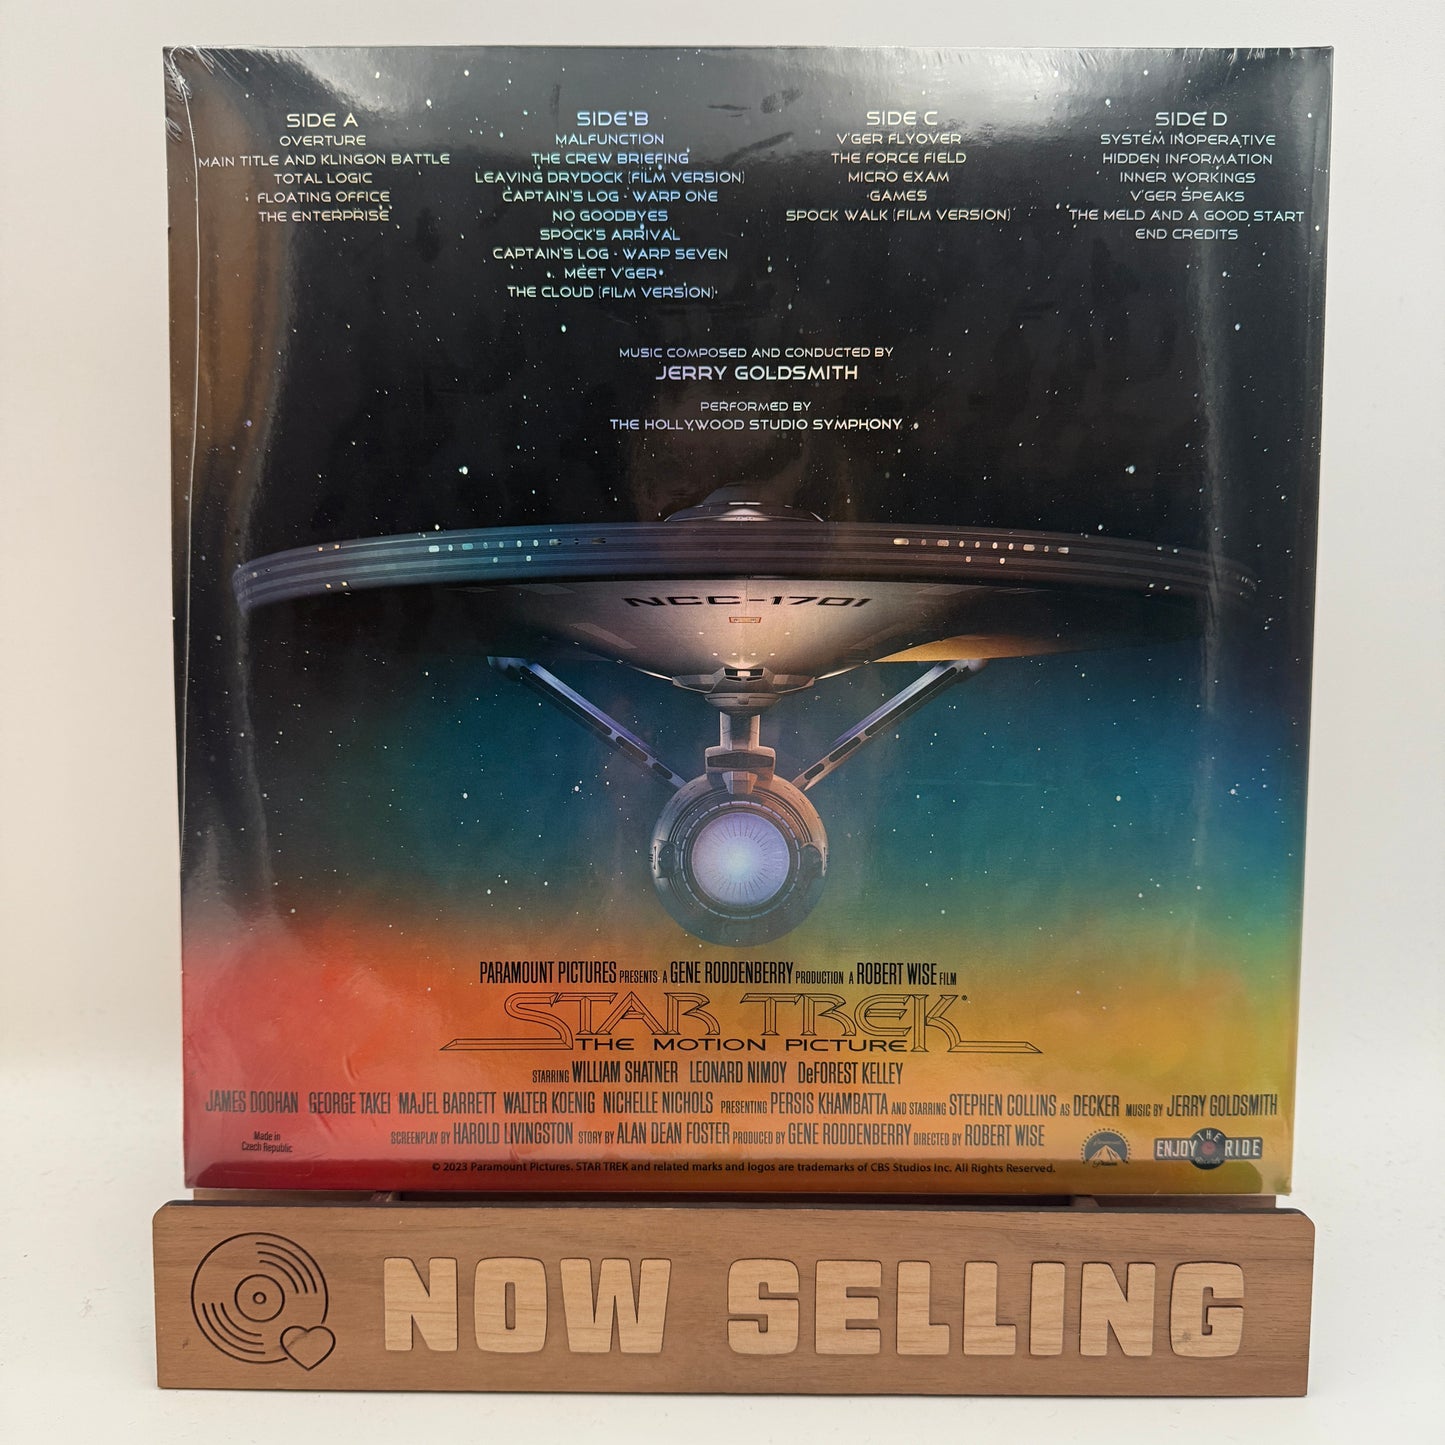 SIDE A
OVERTURE
MAIN TITLE AND KLINGON BATTLE
TOTAL LOGIC
FLOATING OFFICE
THE ENTERPRISE
SIDE B
MALFUNCTION
THE CREW BRIEFING
LEAVING DRYDOCK (FILM VERSION)
CAPTAIN'S LOG - WARP ONE
NO GOODBYES
SPOCK'S ARRIVAL
CAPTAIN'S LOG - WARP SEVEN
MEET V'GER
THE CLOUD (FILM VERSION)
SIDE C
V'GER FLYOVER
THE FORCE FIELD
MICRO EXAM
GAMES
SPOCK WALK (FILM VERSION)
SIDE D
SYSTEM INOPERATIVE
HIDDEN INFORMATION
INNER WORKINGS
V'GER SPEAKS
THE MELD AND A GOOD START
END CREDITS
MUSIC COMPOSED AND CONDUCTED BY
JERRY GOLDSMITH
PERFORMED BY
THE HOLLYWOOD STUDIO SYMPHONY
NCC-1701
PARAMOUNT PICTURES PRESENTS A GENE RODDENBERRY PRODUCTION A ROBERT WISE FILM
STAR TREK®
THE MOTION PICTURE
STARRING WILLIAM SHATNER LEONARD NIMOY DeFOREST KELLEY
JAMES DOOHAN GEORGE TAKEI MAJEL BARRETT WALTER KOENIG NICHELLE NICHOLS PRESENTING PERSIS KHAMBATTA AND STARRING STEPHEN COLLINS AS DECKER MUSIC BY JERRY GOLDSMITH
SCREENPLAY BY HAROLD LIVINGSTON STORY BY ALAN DEAN FOSTER PRODUCED BY GENE RODDENBERRY DIRECTED BY ROBERT WISE
Made in
Czech Republic
Paramount
Pictures
ENJOY THE RIDE
Records
© 2023 Paramount Pictures. STAR TREK and related marks and logos are trademarks of CBS Studios Inc. All Rights Reserved.
NOW SELLING